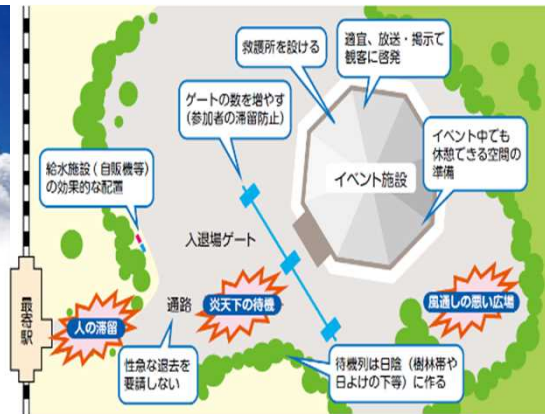 救護所を設ける
適宜、放送・掲示で
観客に啓発
ゲートの数を増やす
(参加者の滞留防止)
イベント中でも
休憩できる空間の
準備
給水施設(自販機等)
の効果的な配置
イベント施設
入退場ゲート
最寄駅
人の滞留
通路
炎天下の待機
風通しの悪い広場
性急な退去を
要請しない
待機列は日陰(樹林帯や
日よけの下等)に作る